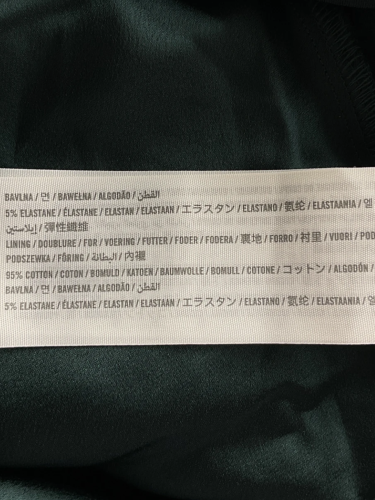 BAVLNA / 면 / BAWEŁNA / ALGODÃO / القطن
5% ELASTANE / ÉLASTANE / ELASTAN / ELASTAAN / エラスタン / ELASTANO / 氨纶 / ELASTAANIA / 엘
إيلاستين / 彈性纖維
LINING / DOUBLURE / FOR / VOERING / FUTTER / FODER / FODERA / 裏地 / FORRO / 衬里 / VUORI / POD
PODSZEWKA / FÖRING / البطانة / 內襯
95% COTTON / COTON / BOMULD / KATOEN / BAUMWOLLE / BOMULL / COTONE / コットン / ALGODÓN /
BAVLNA / 면 / BAWEŁNA / ALGODÃO / القطن
5% ELASTANE / ÉLASTANE / ELASTAN / ELASTAAN / エラスタン / ELASTANO / 氨纶 / ELASTAANIA / 엘